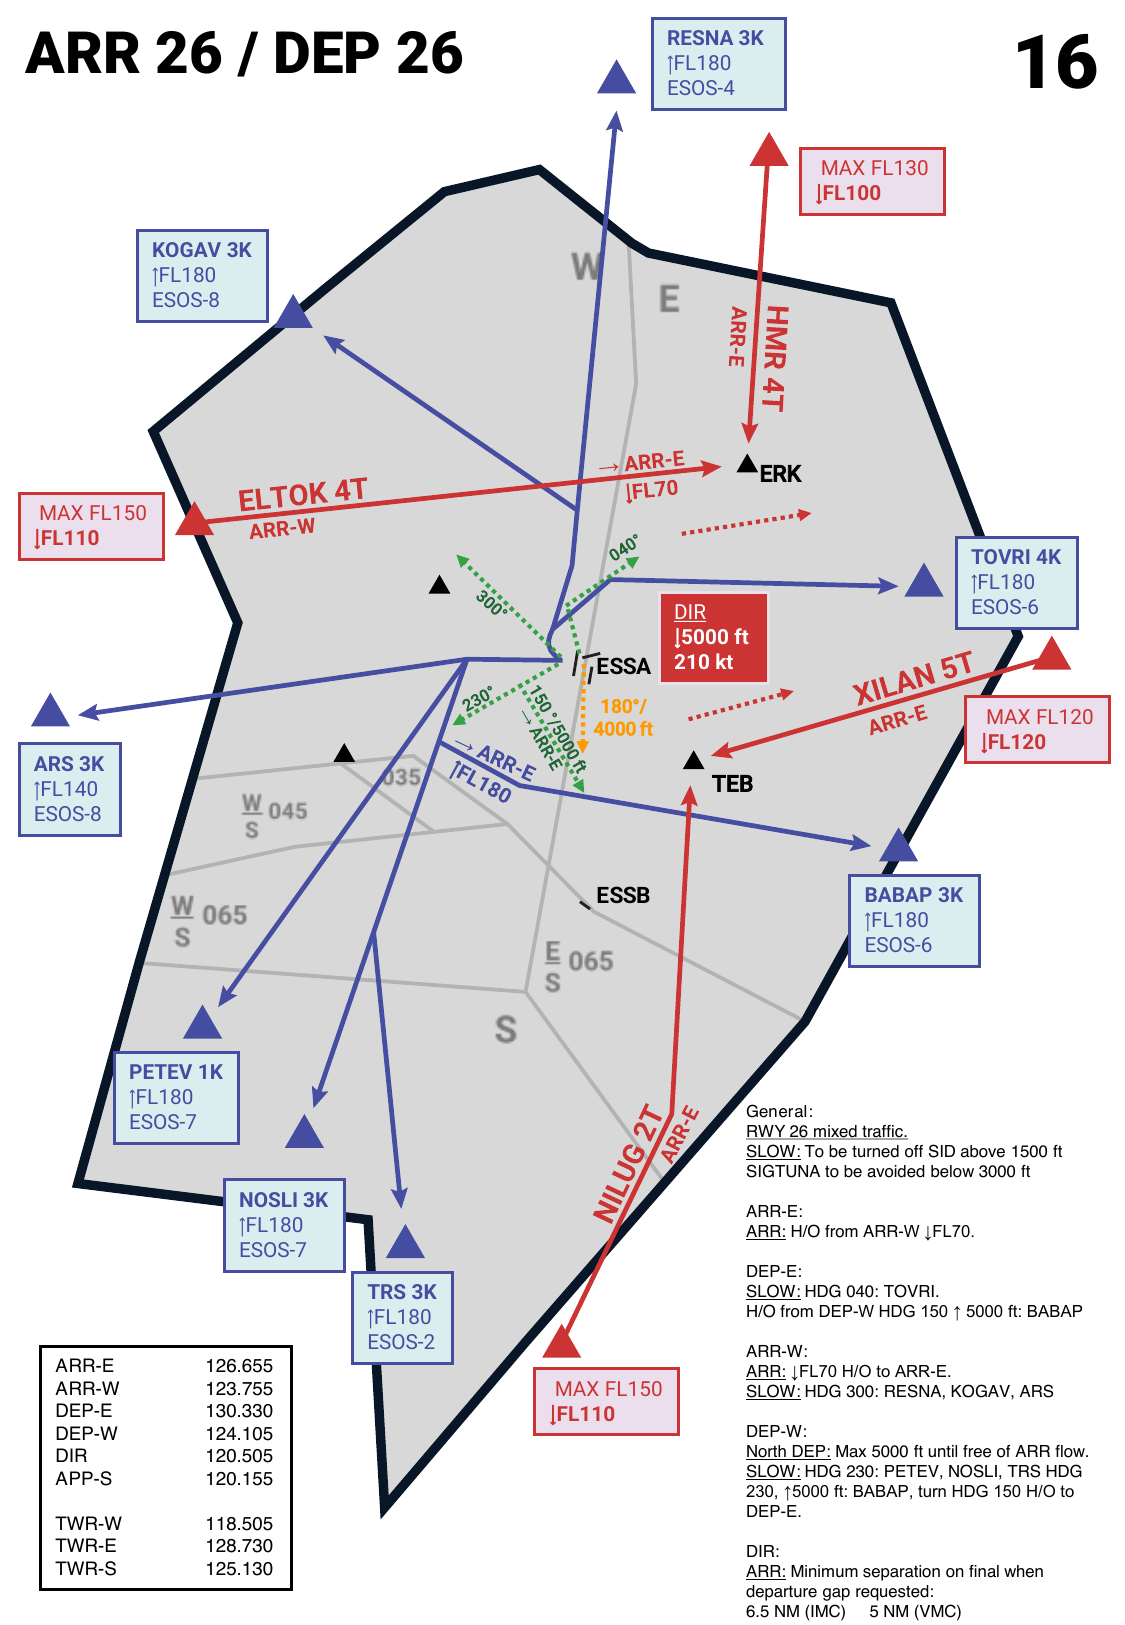 ARR 26 / DEP 26
16
RESNA 3K
↑FL180
ESOS-4
MAX FL130
↓FL100
KOGAV 3K
↑FL180
ESOS-8
W
E
HMR 4T
ARR-E
ELTOK 4T
ARR-W
→ ARR-E
↓FL70
ERK
MAX FL150
↓FL110
040°
300°
TOVRI 4K
↑FL180
ESOS-6
DIR
↓5000 ft
210 kt
ESSA
XILAN 5T
ARR-E
230°
150°/5000 ft
→ ARR-E
180°/
4000 ft
MAX FL120
↓FL120
ARS 3K
↑FL140
ESOS-8
→ ARR-E
↑FL180
TEB
035
W
S
045
BABAP 3K
↑FL180
ESOS-6
ESSB
W
S
065
E
S
065
S
PETEV 1K
↑FL180
ESOS-7
NILUG 2T
ARR-E
NOSLI 3K
↑FL180
ESOS-7
TRS 3K
↑FL180
ESOS-2
MAX FL150
↓FL110
ARR-E 126.655
ARR-W 123.755
DEP-E 130.330
DEP-W 124.105
DIR 120.505
APP-S 120.155
TWR-W 118.505
TWR-E 128.730
TWR-S 125.130
General:
RWY 26 mixed traffic.
SLOW: To be turned off SID above 1500 ft
SIGTUNA to be avoided below 3000 ft
ARR-E:
ARR: H/O from ARR-W ↓FL70.
DEP-E:
SLOW: HDG 040: TOVRI.
H/O from DEP-W HDG 150 ↑ 5000 ft: BABAP
ARR-W:
ARR: ↓FL70 H/O to ARR-E.
SLOW: HDG 300: RESNA, KOGAV, ARS
DEP-W:
North DEP: Max 5000 ft until free of ARR flow.
SLOW: HDG 230: PETEV, NOSLI, TRS HDG
230, ↑5000 ft: BABAP, turn HDG 150 H/O to
DEP-E.
DIR:
ARR: Minimum separation on final when
departure gap requested:
6.5 NM (IMC) 5 NM (VMC)